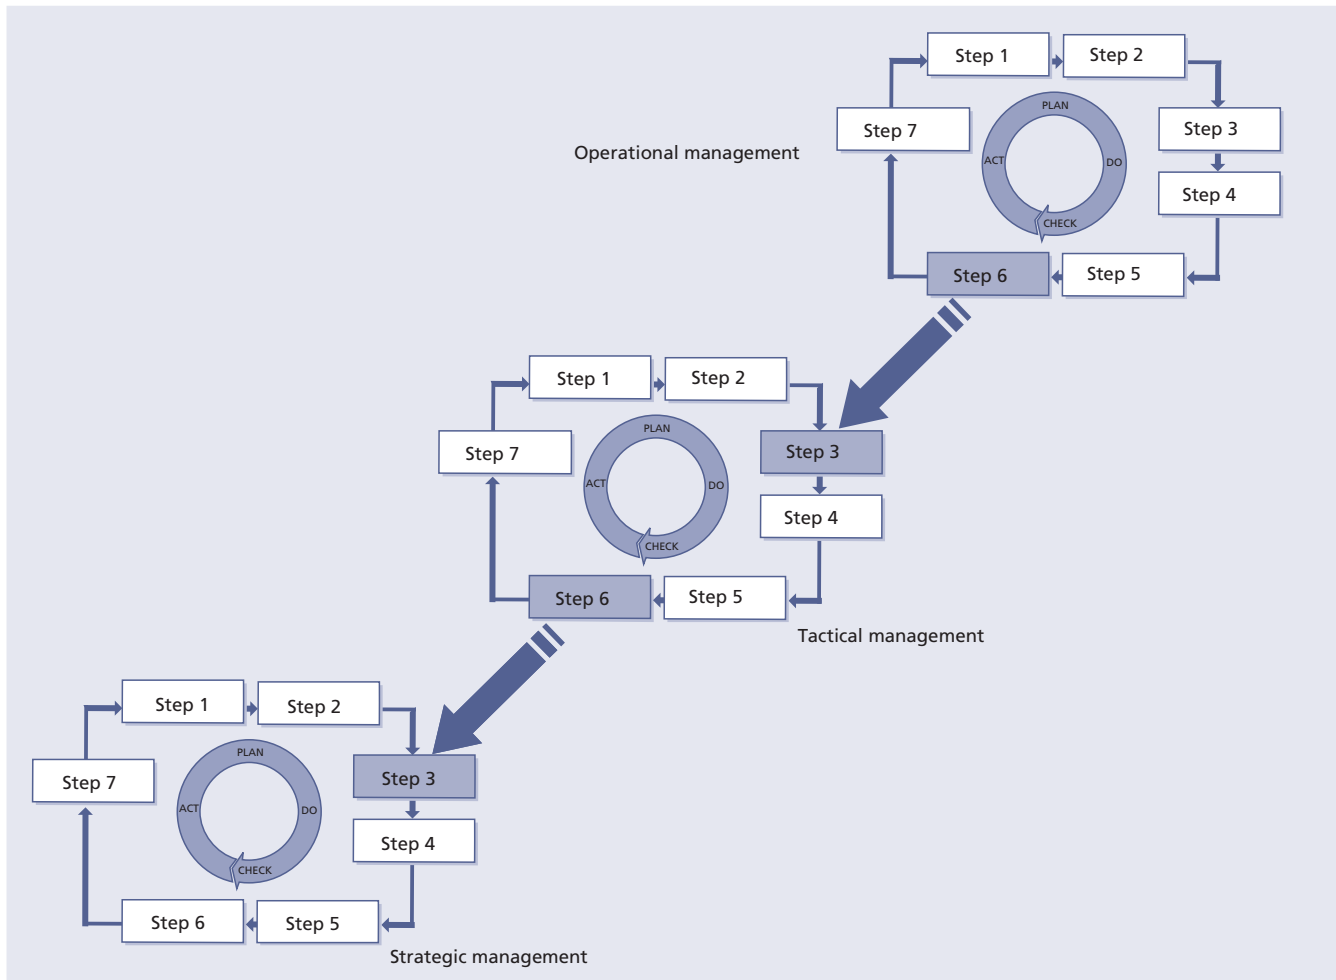 Step 1
Step 2
Step 3
Step 4
Step 5
Step 6
Step 7
PLAN
DO
CHECK
ACT
Operational management
Step 1
Step 2
Step 3
Step 4
Step 5
Step 6
Step 7
PLAN
DO
CHECK
ACT
Tactical management
Step 1
Step 2
Step 3
Step 4
Step 5
Step 6
Step 7
PLAN
DO
CHECK
ACT
Strategic management